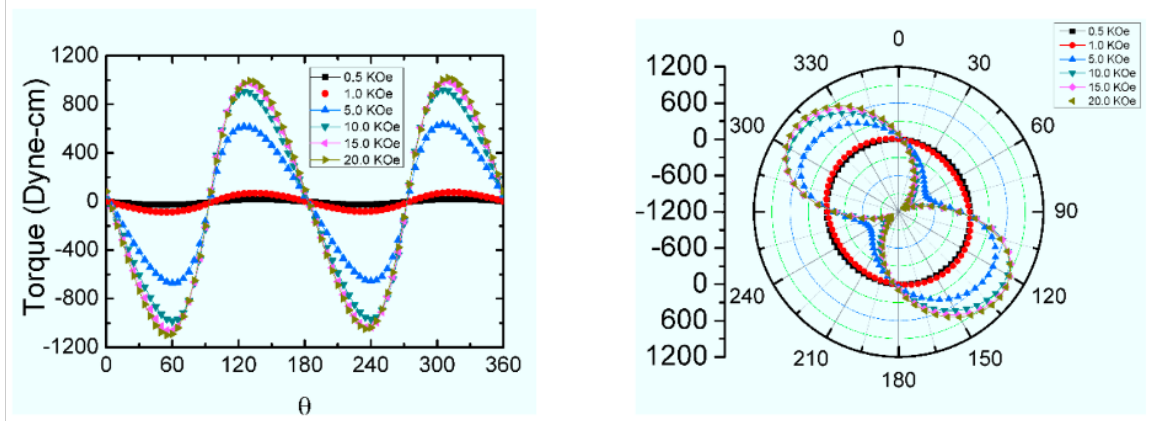 1200
800
400
0
-400
-800
-1200
Torque (Dyne-cm)
0 60 120 180 240 300 360
θ
0.5 KOe
1.0 KOe
5.0 KOe
10.0 KOe
15.0 KOe
20.0 KOe
1200
600
0
-600
-1200
-600
0
600
1200
0
30
60
90
120
150
180
210
240
300
330
0.5 KOe
1.0 KOe
5.0 KOe
10.0 KOe
15.0 KOe
20.0 KOe